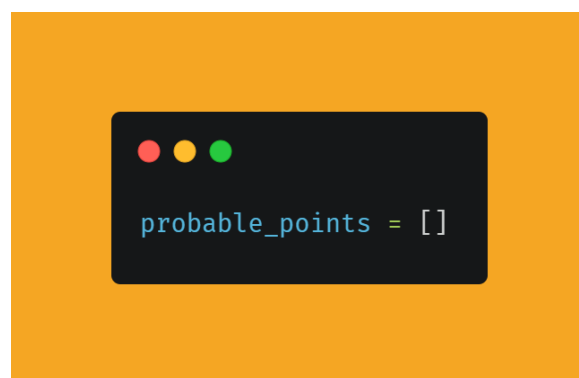 probable_points = []